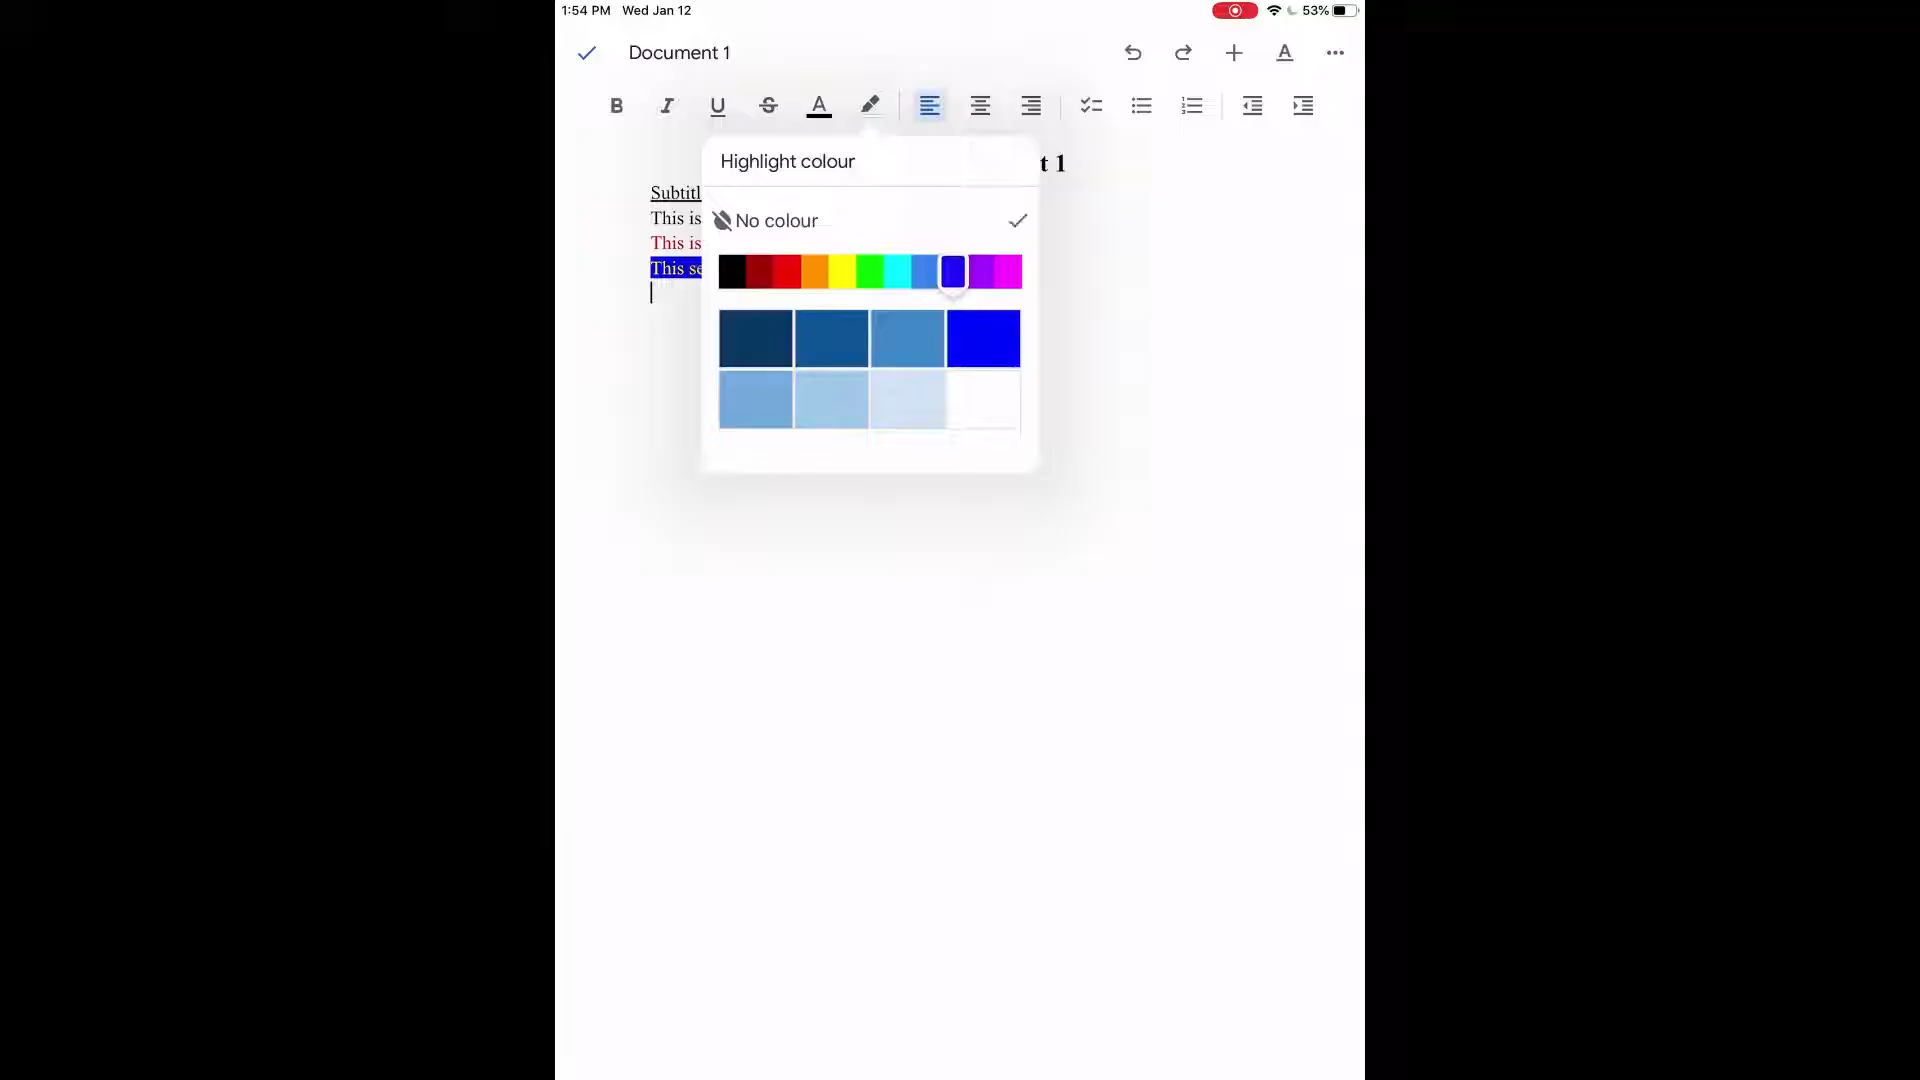 1:54 PM Wed Jan 12 53%
Document 1
B I U S A
Highlight colour
t 1
Subtitl
No colour
This is
This is
This se